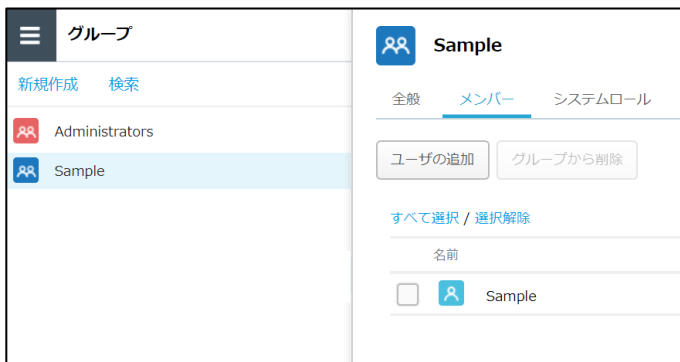 グループ
新規作成 検索
Administrators
Sample
Sample
全般 メンバー システムロール
ユーザの追加 グループから削除
すべて選択 / 選択解除
名前
Sample